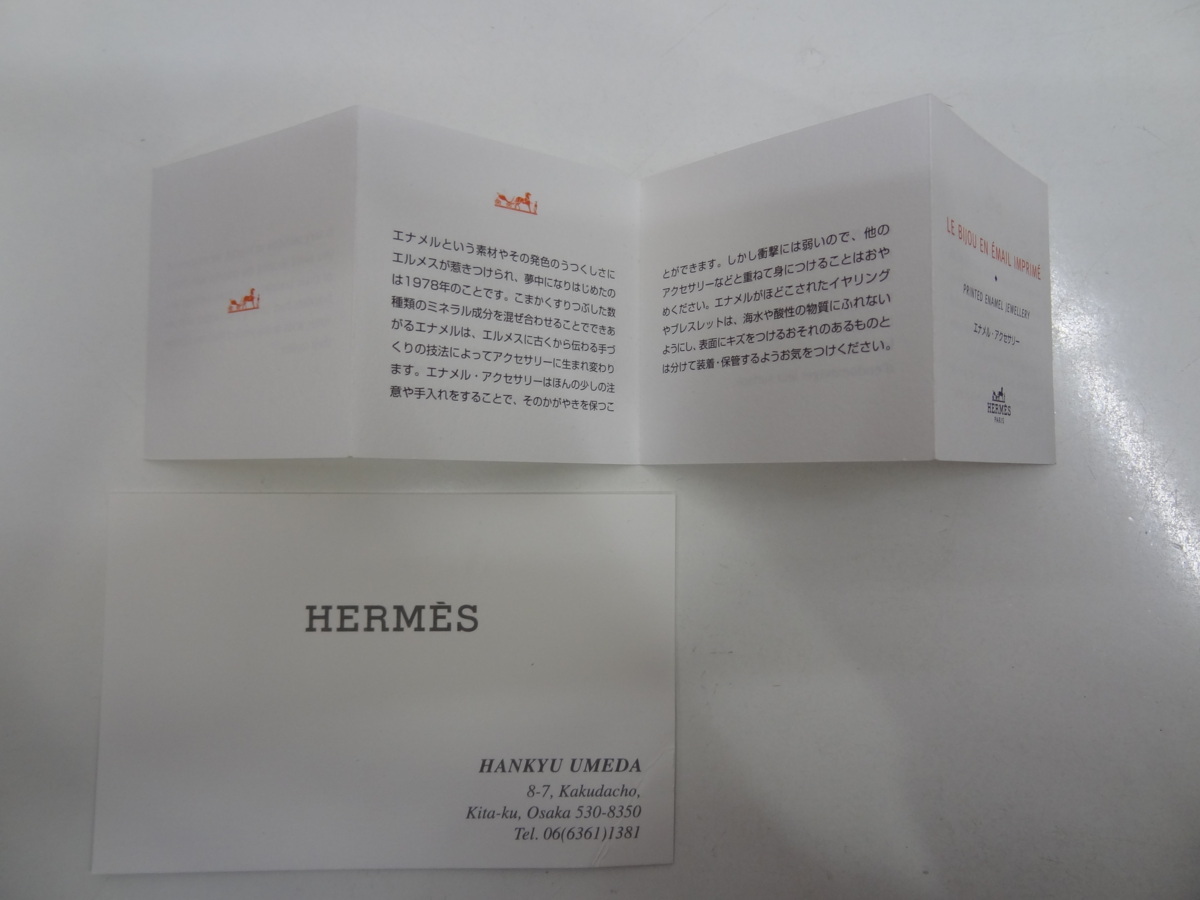 エナメルという素材やその発色のうつくしさに
エルメスが惹きつけられ、夢中になりはじめたの
は1978年のことです。こまかくすりつぶした数
種類のミネラル成分を混ぜ合わせることでできあ
がるエナメルは、エルメスに古くから伝わる手づ
くりの技法によってアクセサリーに生まれ変わり
ます。エナメル・アクセサリーはほんの少しの注
意や手入れをすることで、そのかがやきを保つこ
とができます。しかし衝撃には弱いので、他の
アクセサリーなどと重ねて身につけることはおや
めください。エナメルがほどこされたイヤリング
やブレスレットは、海水や酸性の物質にふれない
ようにし、表面にキズをつけるおそれのあるものと
は分けて装着・保管するようお気をつけください。
LE BIJOU EN ÉMAIL IMPRIMÉ
•
PRINTED ENAMEL JEWELLERY
エナメル・アクセサリー
HERMÈS
PARIS
HERMÈS
HANKYU UMEDA
8-7, Kakudacho,
Kita-ku, Osaka 530-8350
Tel. 06(6361)1381